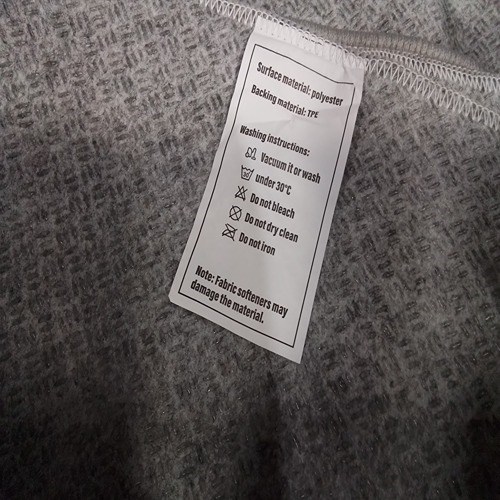 Surface material: polyester
Backing material: TPE
Washing instructions:
Vacuum it or wash
30 under 30°C
Do not bleach
Do not dry clean
Do not iron
Note: Fabric softeners may
damage the material.